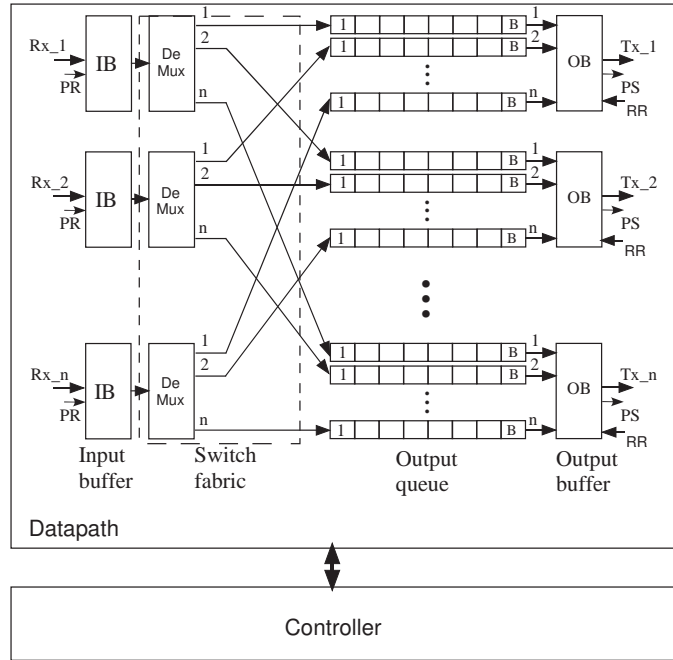 1
Rx_1
PR
IB
De
Mux
2
n
1
B
1
1
B
2
1
B
n
OB
Tx_1
PS
RR
Rx_2
PR
IB
De
Mux
1
2
n
1
B
1
1
B
2
1
B
n
OB
Tx_2
PS
RR
Rx_n
PR
IB
De
Mux
1
2
n
1
B
1
1
B
2
1
B
n
OB
Tx_n
PS
RR
Input
buffer
Switch
fabric
Output
queue
Output
buffer
Datapath
Controller